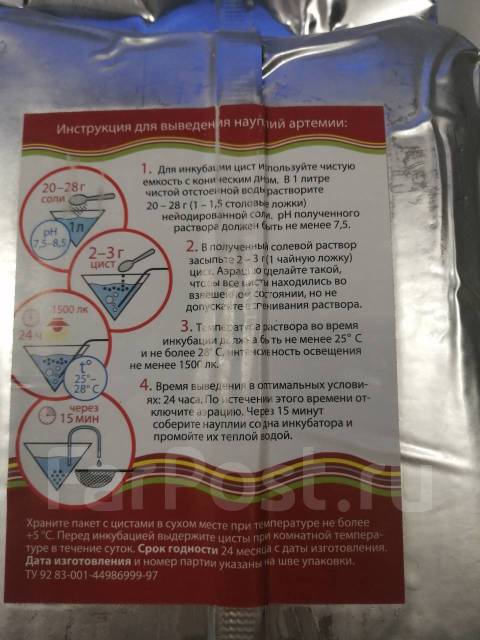 Инструкция для выведения науплий артемии:
20–28 г
соли
1л
pH
7,5–8,5
1. Для инкубации цист используйте чистую
емкость с коническим дном. В 1 литре
чистой отстоенной воды растворите
20 – 28 г (1 – 1,5 столовые ложки)
нейодированной соли. pH полученного
раствора должен быть не менее 7,5.
2–3 г
цист
2. В полученный солевой раствор
засыпьте 2 – 3 г (1 чайную ложку)
цист. Аэрацию сделайте такой,
чтобы все цисты находились во
взвешенном состоянии, но не
допускайте вспенивания раствора.
1500 лк
24 ч
t°
25°–
28° C
3. Температура раствора во время
инкубации должна быть не менее 25° C
и не более 28° C, интенсивность освещения
не менее 1500 лк.
через
15 мин
4. Время выведения в оптимальных услови-
ях: 24 часа. По истечении этого времени от-
ключите аэрацию. Через 15 минут
соберите науплии со дна инкубатора и
промойте их теплой водой.
FarPost.ru
Храните пакет с цистами в сухом месте при температуре не более
+5 °C. Перед инкубацией выдержите цисты при комнатной темпера-
туре в течение суток. Срок годности 24 месяца с даты изготовления.
Дата изготовления и номер партии указаны на шве упаковки.
ТУ 92 83-001-44986999-97